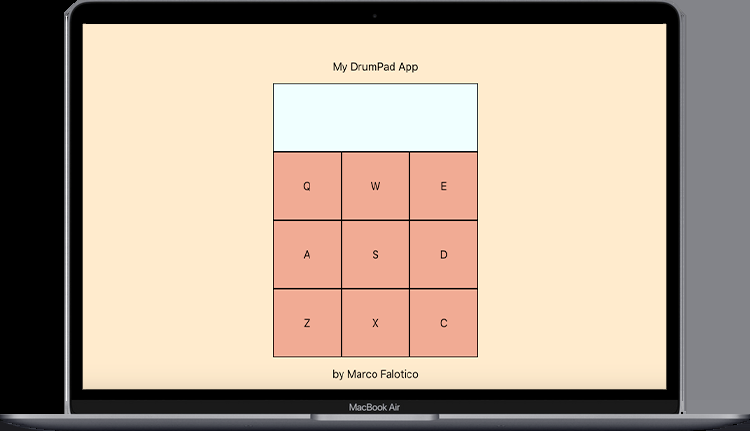 My DrumPad App
Q W E
A S D
Z X C
by Marco Falotico
MacBook Air